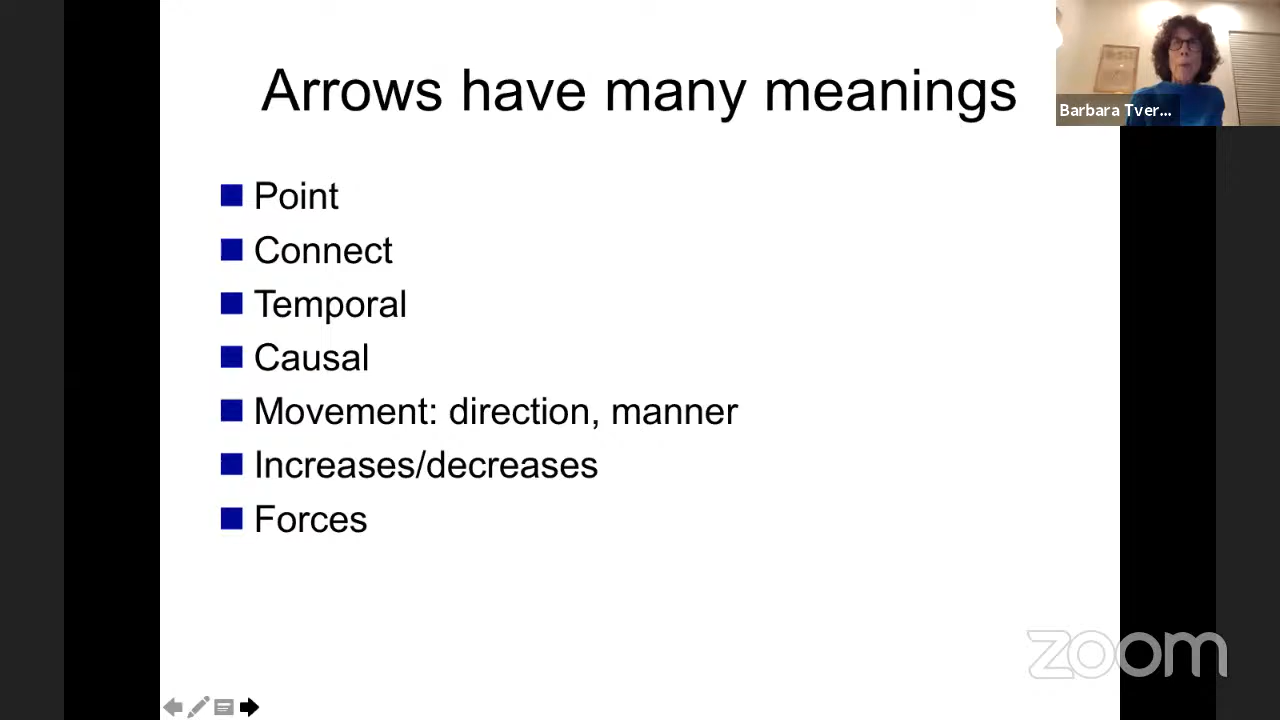 Arrows have many meanings
Barbara Tver...
Point
Connect
Temporal
Causal
Movement: direction, manner
Increases/decreases
Forces
zoom